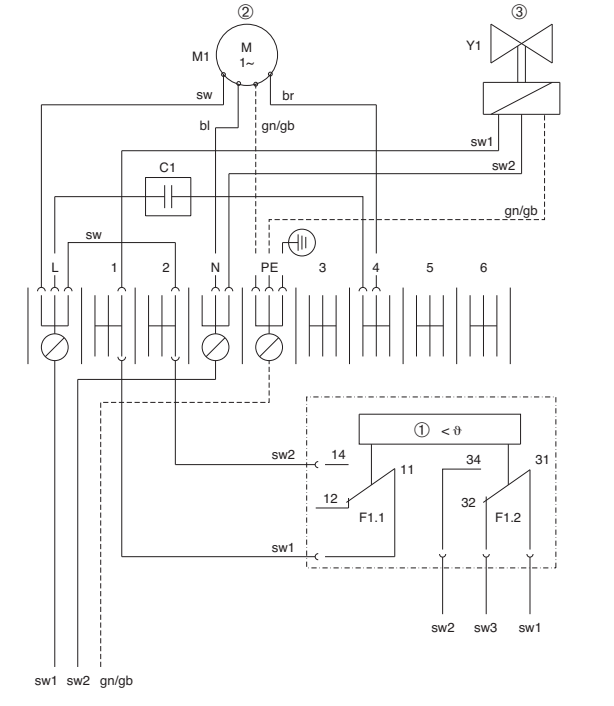 ② ③
M1 M 1~ Y1
sw br
bl gn/gb
sw1
C1 sw2
gn/gb
sw
L 1 2 N PE 3 4 5 6
① < ϑ
sw2 14 11 34 31
12 F1.1 32 F1.2
sw1
sw2 sw3 sw1
sw1 sw2 gn/gb